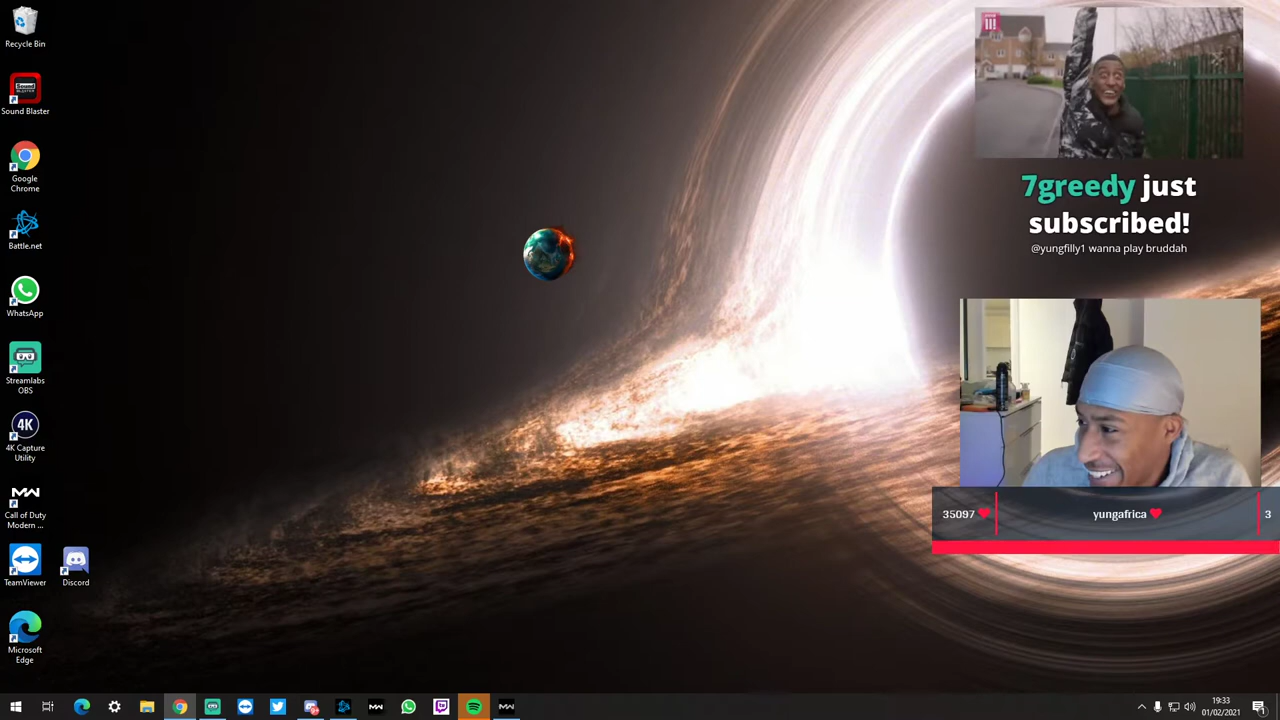 Recycle Bin
Sound Blaster
Google
Chrome
Battle.net
WhatsApp
Streamlabs
OBS
4K
4K Capture
Utility
Call of Duty
Modern ...
TeamViewer
Discord
Microsoft
Edge
7greedy just
subscribed!
@yungfilly1 wanna play bruddah
35097
yungafrica
3
19:33
01/02/2021